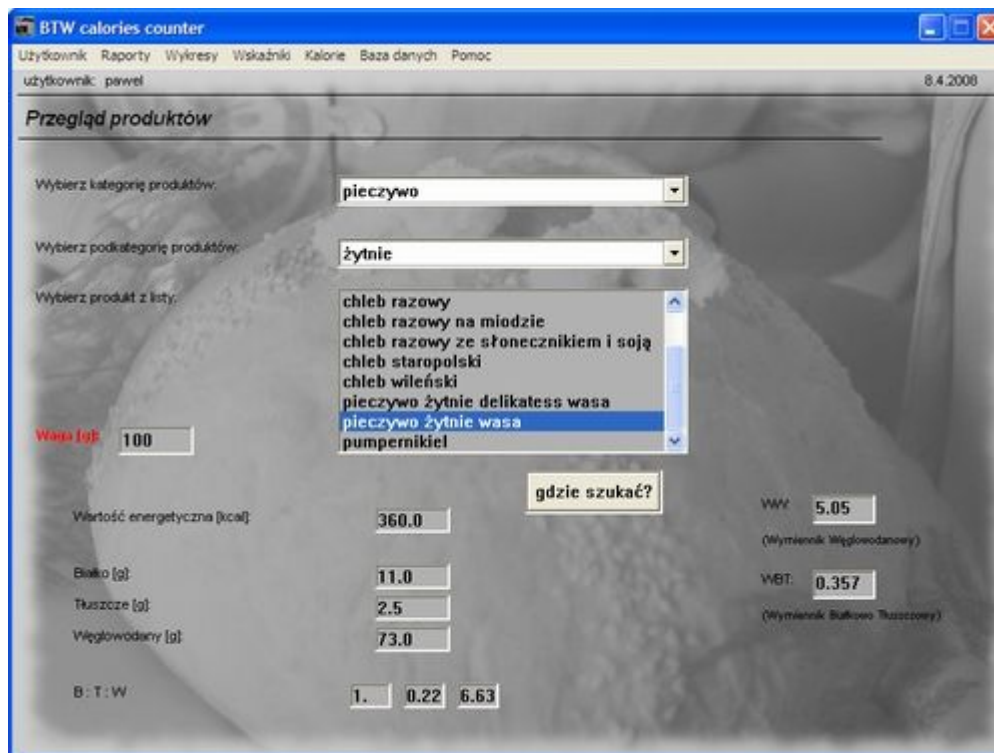 BTW calories counter
Użytkownik Raporty Wykresy Wskaźniki Kalorie Baza danych Pomoc
użytkownik: pawel 8.4.2008
Przegląd produktów
Wybierz kategorię produktów: pieczywo
Wybierz podkategorię produktów: żytnie
Wybierz produkt z listy:
chleb razowy
chleb razowy na miodzie
chleb razowy ze słonecznikiem i soją
chleb staropolski
chleb wileński
pieczywo żytnie delikatess wasa
pieczywo żytnie wasa
pumpernikiel
Waga [g]: 100
gdzie szukać?
Wartość energetyczna [kcal]: 360.0
WW: 5.05
(Wymiennik Węglowodanowy)
Białko [g]: 11.0
WBT: 0.357
Tłuszcze [g]: 2.5
(Wymiennik Białkowo Tłuszczowy)
Węglowodany [g]: 73.0
B : T : W 1. 0.22 6.63